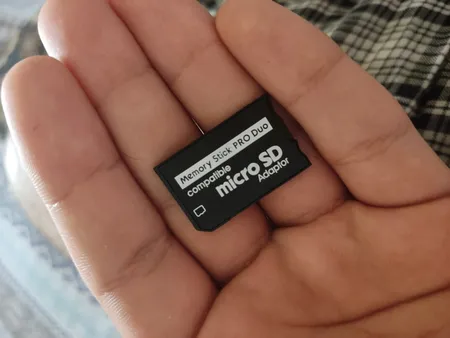 Memory Stick PRO Duo
compatible
micro SD
Adaptor